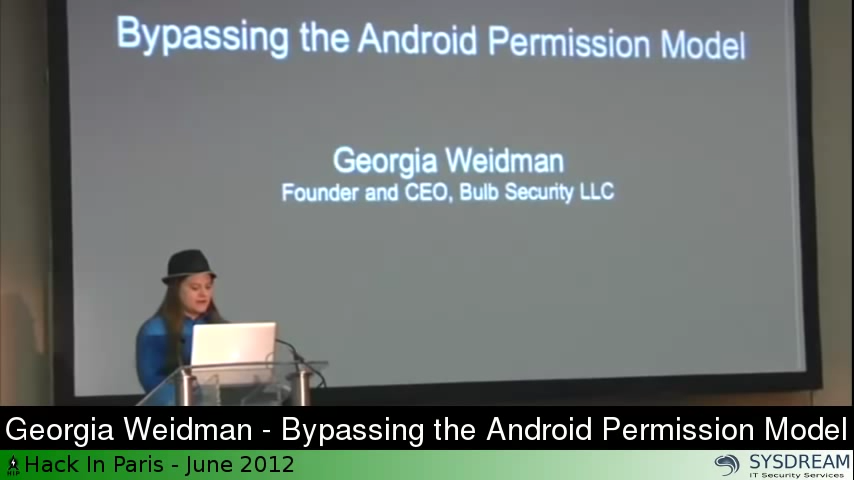 Bypassing the Android Permission Model
Georgia Weidman
Founder and CEO, Bulb Security LLC
Georgia Weidman - Bypassing the Android Permission Model
HIP
Hack In Paris - June 2012
SYSDREAM
IT Security Services